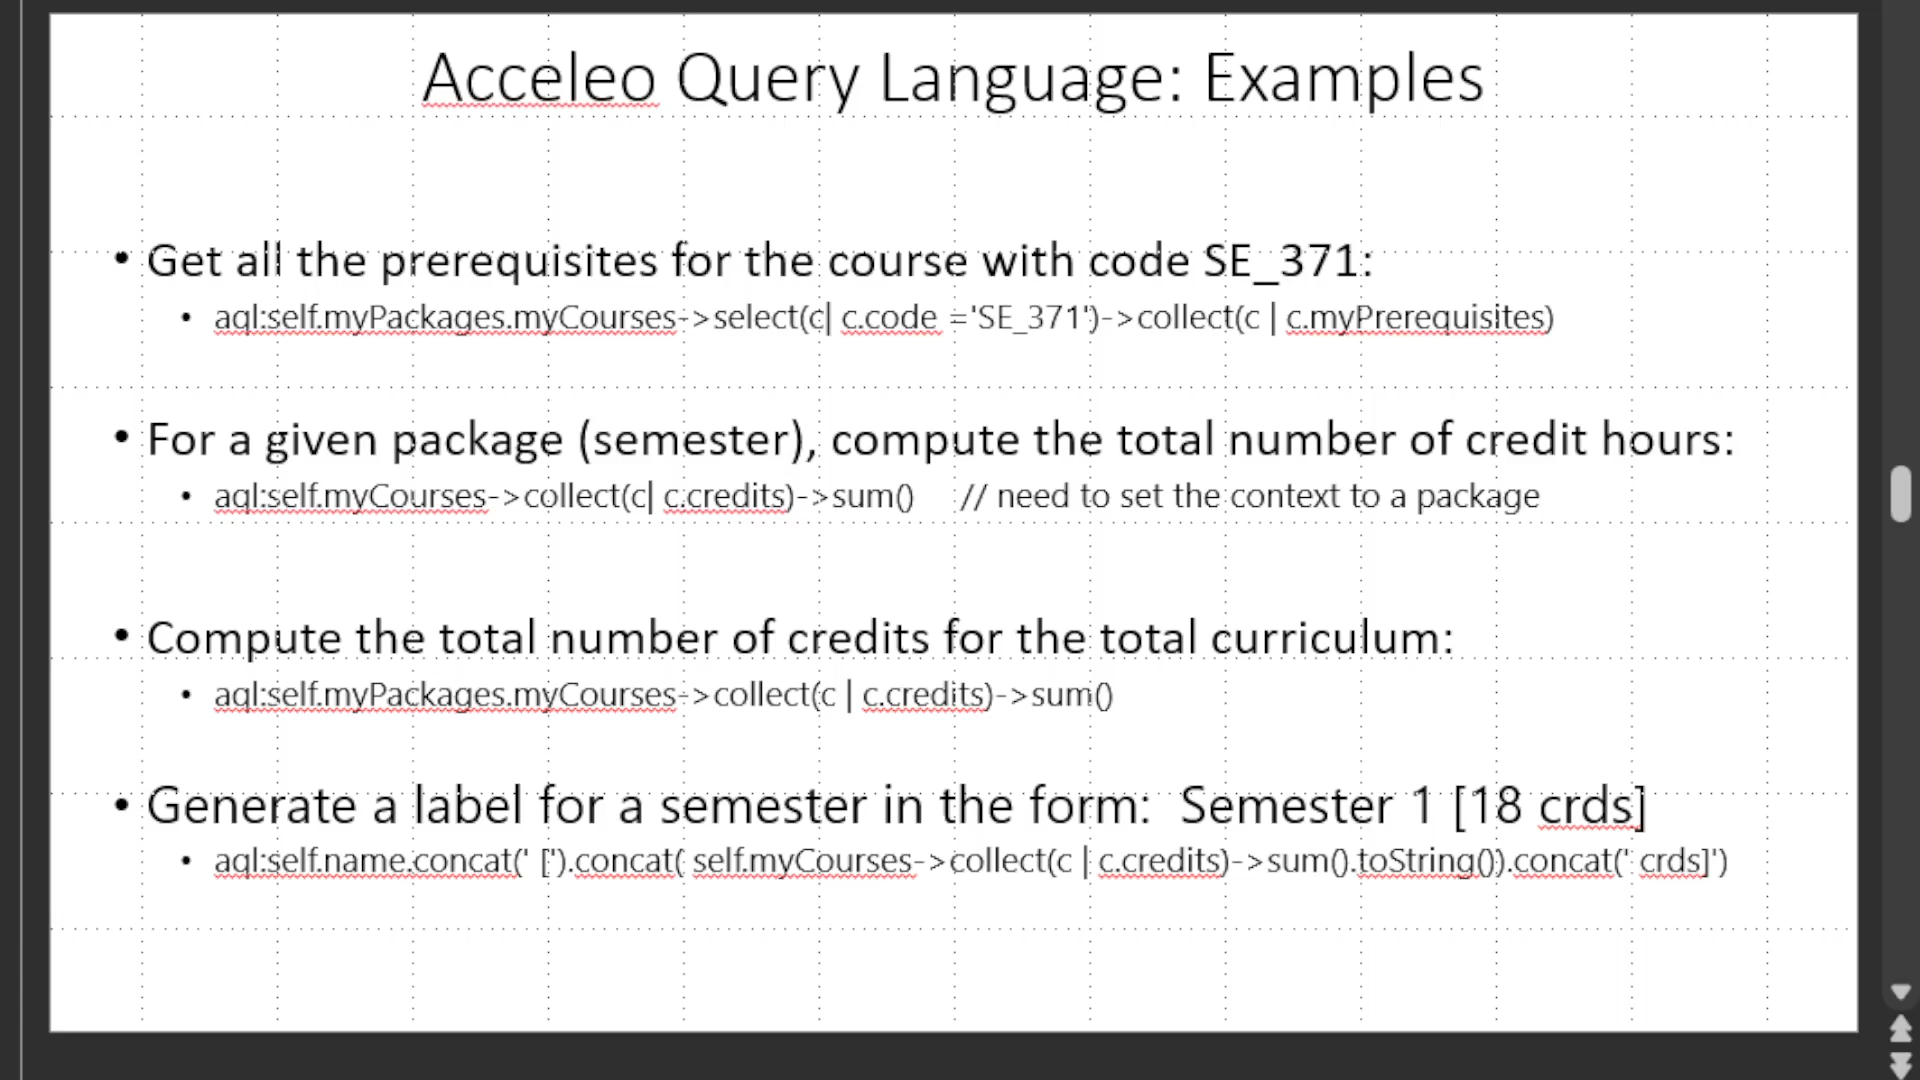 Acceleo Query Language: Examples
• Get all the prerequisites for the course with code SE_371:
• aql:self.myPackages.myCourses->select(c| c.code ='SE_371')->collect(c | c.myPrerequisites)
• For a given package (semester), compute the total number of credit hours:
• aql:self.myCourses->collect(c| c.credits)->sum() // need to set the context to a package
• Compute the total number of credits for the total curriculum:
• aql:self.myPackages.myCourses->collect(c | c.credits)->sum()
• Generate a label for a semester in the form: Semester 1 [18 crds]
• aql:self.name.concat(' [').concat( self.myCourses->collect(c | c.credits)->sum().toString()).concat(' crds]')